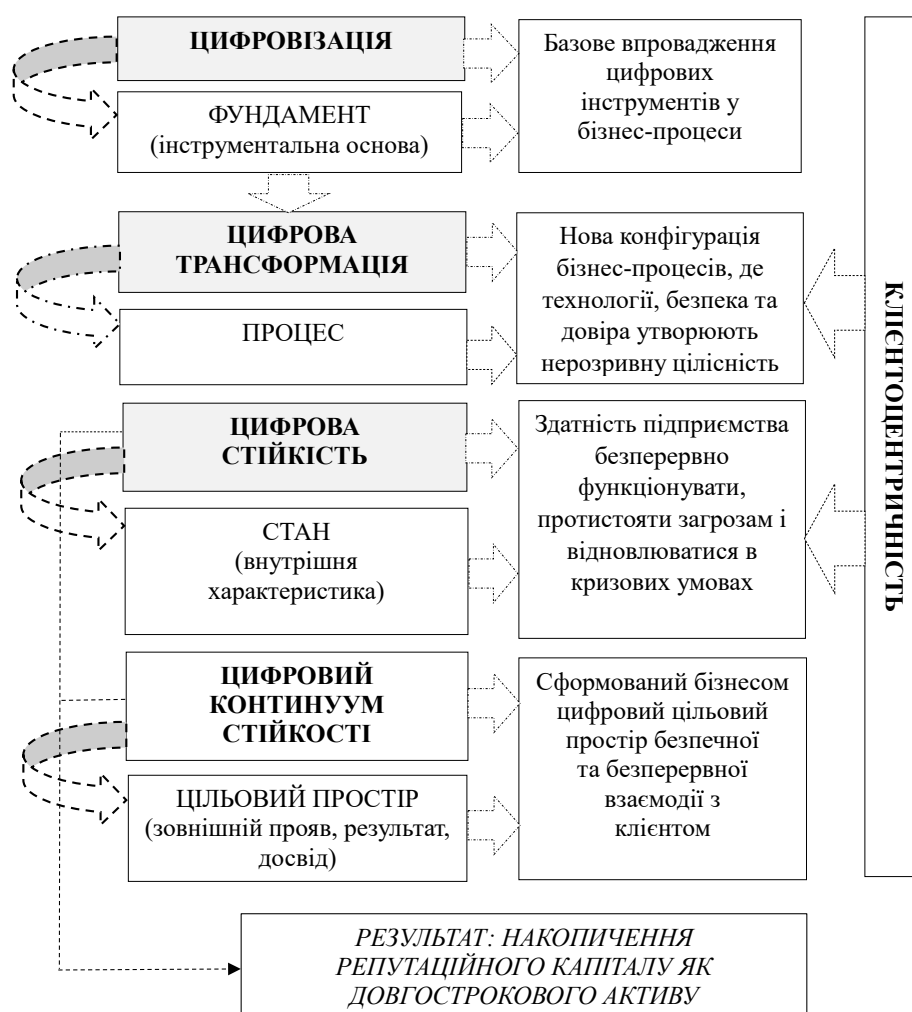 ЦИФРОВІЗАЦІЯ
ФУНДАМЕНТ
(інструментальна основа)
Базове впровадження
цифрових
інструментів у
бізнес-процеси
ЦИФРОВА
ТРАНСФОРМАЦІЯ
ПРОЦЕС
Нова конфігурація
бізнес-процесів, де
технології, безпека та
довіра утворюють
нерозривну цілісність
ЦИФРОВА
СТІЙКІСТЬ
СТАН
(внутрішня
характеристика)
Здатність підприємства
безперервно
функціонувати,
протистояти загрозам і
відновлюватися в
кризових умовах
ЦИФРОВИЙ
КОНТИНУУМ
СТІЙКОСТІ
ЦІЛЬОВИЙ ПРОСТІР
(зовнішній прояв, результат,
досвід)
Сформований бізнесом
цифровий цільовий
простір безпечної
та безперервної
взаємодії з
клієнтом
КЛІЄНТОЦЕНТРИЧНІСТЬ
РЕЗУЛЬТАТ: НАКОПИЧЕННЯ
РЕПУТАЦІЙНОГО КАПІТАЛУ ЯК
ДОВГОСТРОКОВОГО АКТИВУ